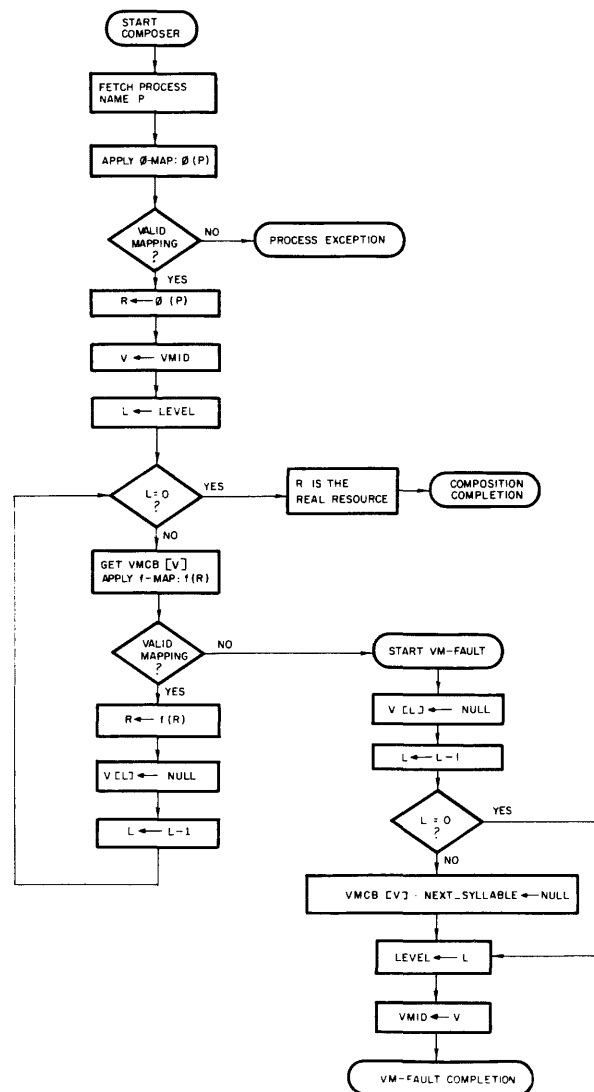 START
COMPOSER
FETCH PROCESS
NAME P
APPLY Ø-MAP: Ø (P)
VALID
MAPPING
?
NO
PROCESS EXCEPTION
YES
R ← Ø (P)
V ← VMID
L ← LEVEL
L = 0
?
YES
R IS THE
REAL RESOURCE
COMPOSITION
COMPLETION
NO
GET VMCB [V]
APPLY f-MAP: f(R)
VALID
MAPPING
?
NO
START VM-FAULT
YES
R ← f(R)
V [L] ← NULL
L ← L-1
V [L] ← NULL
L ← L-1
L = 0
?
YES
NO
VMCB [V] · NEXT_SYLLABLE ← NULL
LEVEL ← L
VMID ← V
VM-FAULT COMPLETION